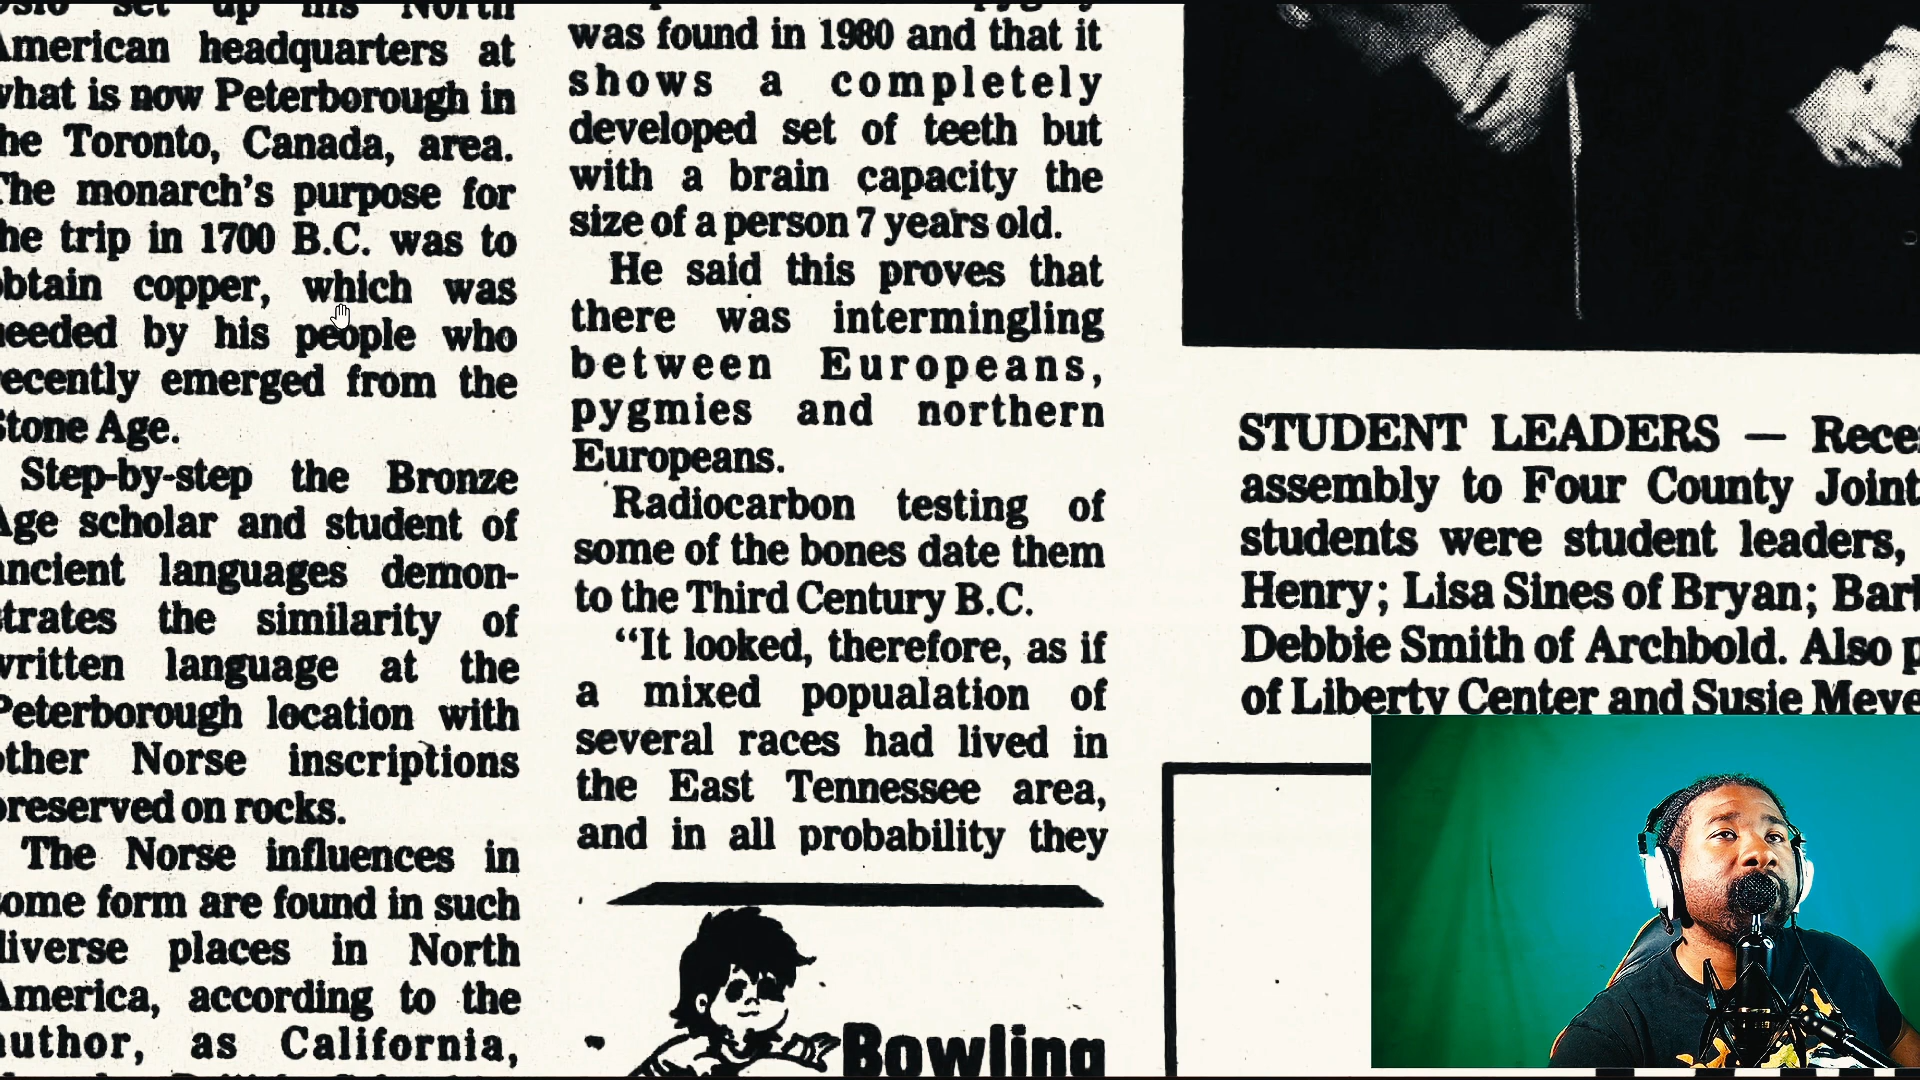 American headquarters at
what is now Peterborough in
the Toronto, Canada, area.
The monarch's purpose for
the trip in 1700 B.C. was to
obtain copper, which was
needed by his people who
recently emerged from the
Stone Age.
Step-by-step the Bronze
Age scholar and student of
ancient languages demon-
strates the similarity of
written language at the
Peterborough location with
other Norse inscriptions
preserved on rocks.
The Norse influences in
some form are found in such
diverse places in North
America, according to the
author, as California,
was found in 1980 and that it
shows a completely
developed set of teeth but
with a brain capacity the
size of a person 7 years old.
He said this proves that
there was intermingling
between Europeans,
pygmies and northern
Europeans.
Radiocarbon testing of
some of the bones date them
to the Third Century B.C.
"It looked, therefore, as if
a mixed popualation of
several races had lived in
the East Tennessee area,
and in all probability they
Bowling
STUDENT LEADERS —
assembly to Four County Joint
students were student leaders,
Henry; Lisa Sines of Bryan;
Debbie Smith of Archbold. Also
of Liberty Center and Susie